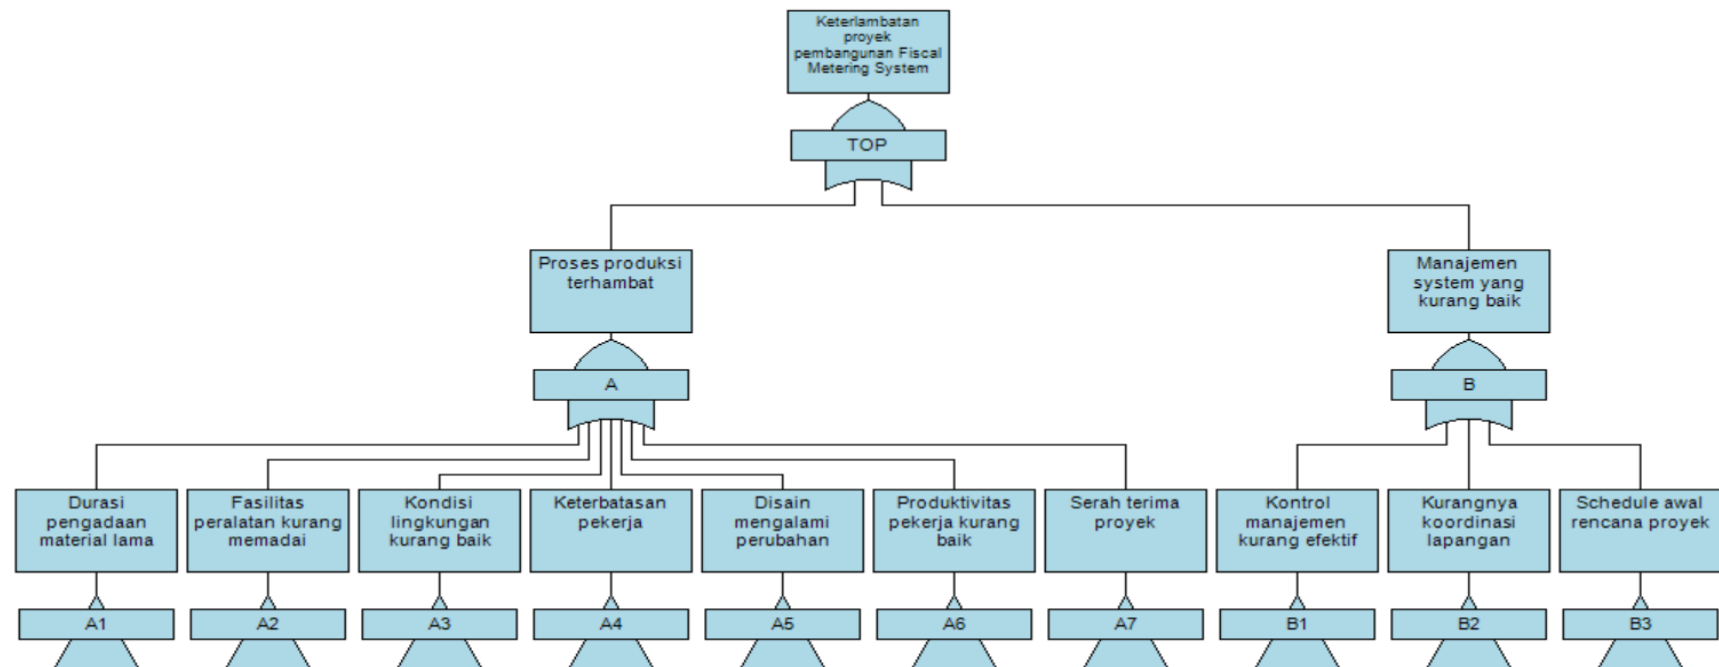 Keterlambatan
proyek
pembangunan Fiscal
Metering System
TOP
Proses produksi
terhambat
Manajemen
system yang
kurang baik
A
B
Durasi
pengadaan
material lama
Fasilitas
peralatan kurang
memadai
Kondisi
lingkungan
kurang baik
Keterbatasan
pekerja
Disain
mengalami
perubahan
Produktivitas
pekerja kurang
baik
Serah terima
proyek
Kontrol
manajemen
kurang efektif
Kurangnya
koordinasi
lapangan
Schedule awal
rencana proyek
A1
A2
A3
A4
A5
A6
A7
B1
B2
B3